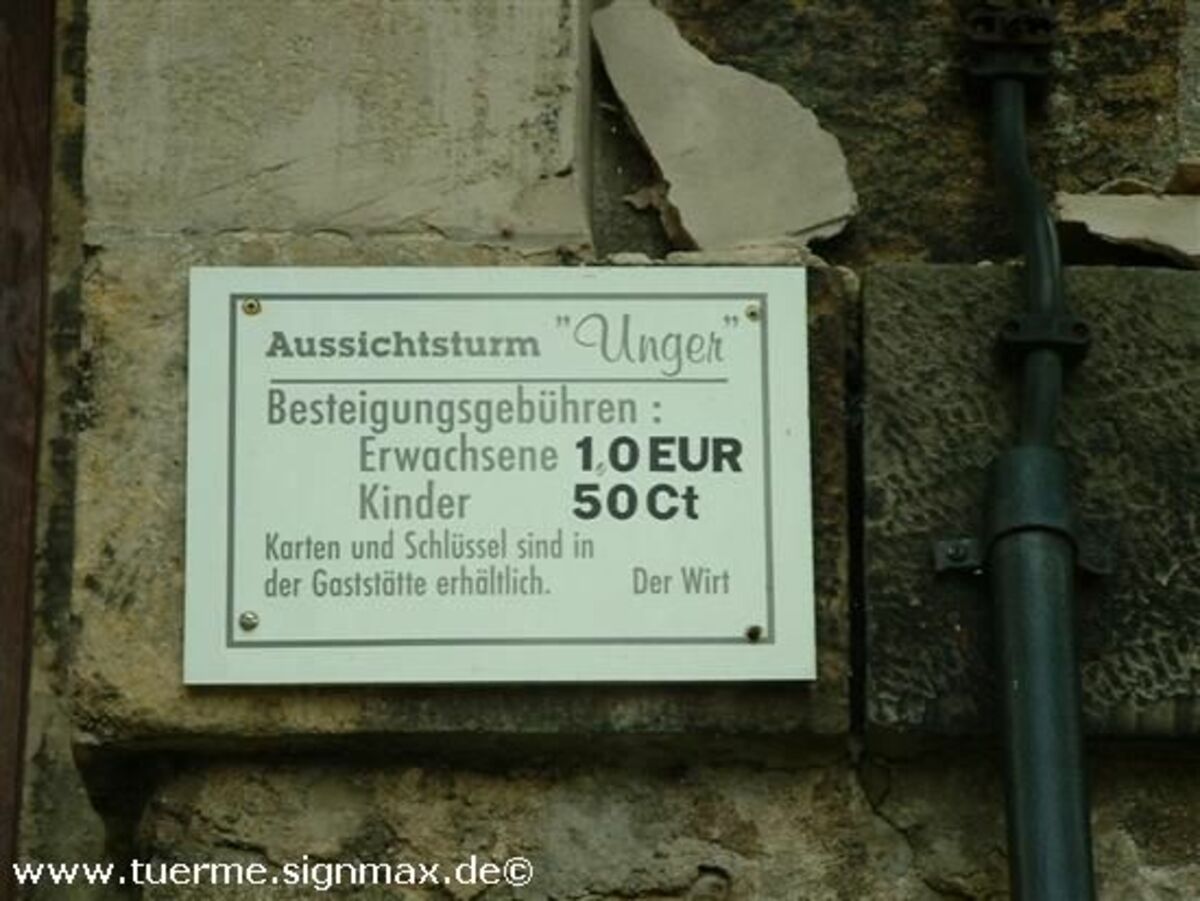 Aussichtsturm "Unger"
Besteigungsgebühren :
Erwachsene 1,0 EUR
Kinder 50 Ct
Karten und Schlüssel sind in
der Gaststätte erhältlich. Der Wirt
www.tuerme.signmax.de©